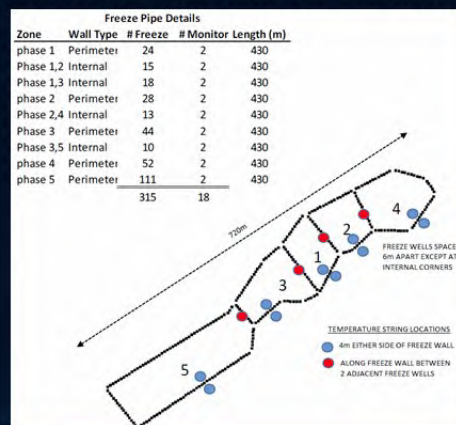 Freeze Pipe Details
Zone Wall Type # Freeze # Monitor Length (m)
phase 1 Perimeter 24 2 430
Phase 1,2 Internal 15 2 430
Phase 1,3 Internal 18 2 430
phase 2 Perimeter 28 2 430
Phase 2,4 Internal 13 2 430
Phase 3 Perimeter 44 2 430
Phase 3,5 Internal 10 2 430
phase 4 Perimeter 52 2 430
phase 5 Perimeter 111 2 430
315 18
720m
4
2
1
3
5
FREEZE WELLS SPACE
6m APART EXCEPT AT
INTERNAL CORNERS
TEMPERATURE STRING LOCATIONS
4m EITHER SIDE OF FREEZE WALL
ALONG FREEZE WALL BETWEEN
2 ADJACENT FREEZE WELLS